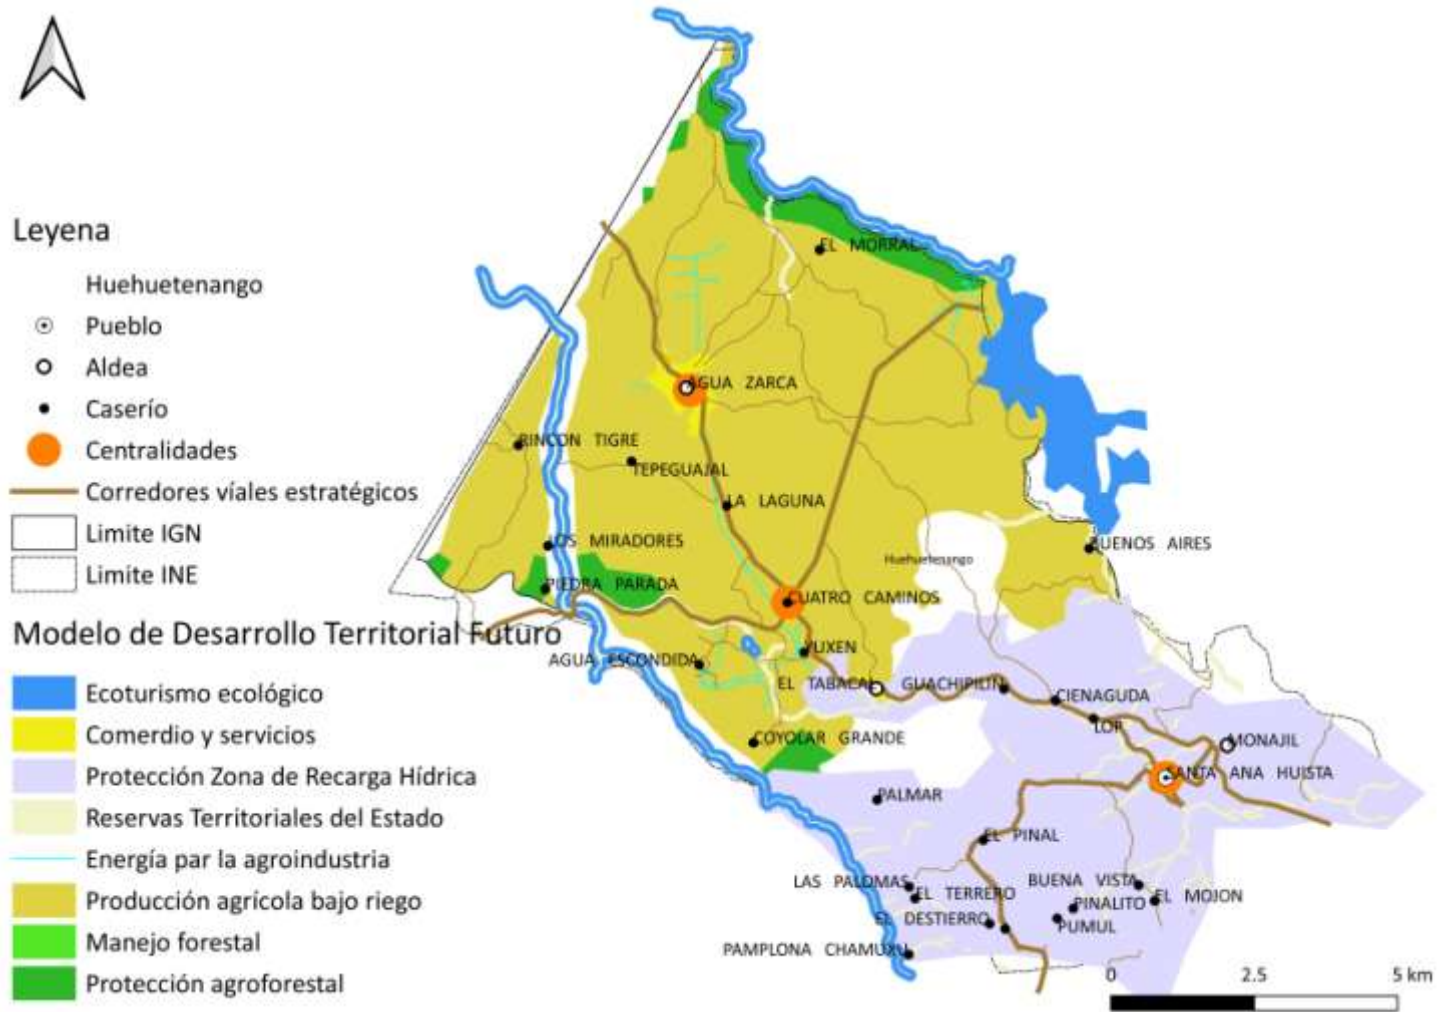 Leyena
Huehuetenango
Pueblo
Aldea
Caserío
Centralidades
Corredores víales estratégicos
Limite IGN
Limite INE
Modelo de Desarrollo Territorial Futuro
Ecoturismo ecológico
Comerdio y servicios
Protección Zona de Recarga Hídrica
Reservas Territoriales del Estado
Energía par la agroindustria
Producción agrícola bajo riego
Manejo forestal
Protección agroforestal
EL MORRAL
AGUA ZARCA
RINCON TIGRE
TEPEGUAJAL
LA LAGUNA
LOS MIRADORES
BUENOS AIRES
Huehuetenango
PIEDRA PARADA
CUATRO CAMINOS
YUXEN
AGUA ESCONDIDA
EL TABACAL
GUACHIPILIN
CIENAGUDA
LOP
COYOLAR GRANDE
MONAJIL
SANTA ANA HUISTA
PALMAR
EL PINAL
LAS PALOMAS
EL TERRERO
BUENA VISTA
EL MOJON
PINALITO
EL DESTIERRO
PUMUL
PAMPLONA CHAMUXU
0 2.5 5 km